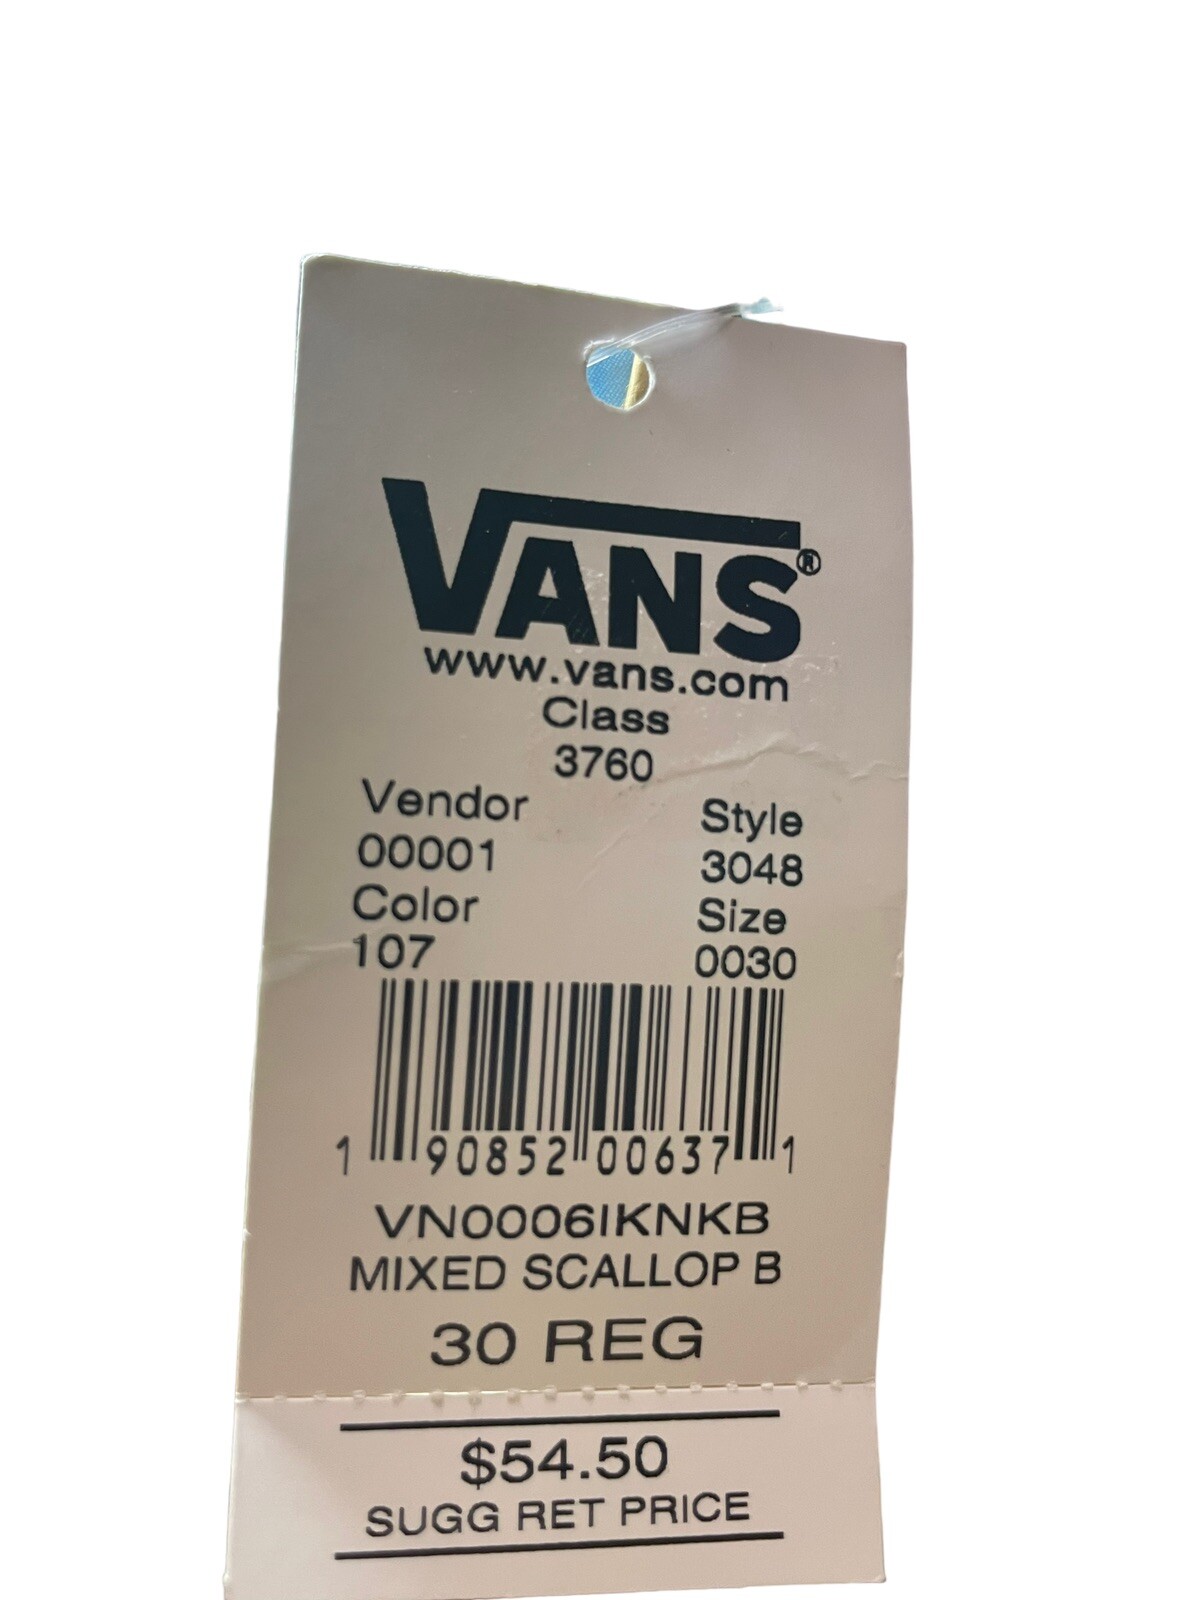 VANS®
www.vans.com
Class
3760
Vendor Style
00001 3048
Color Size
107 0030
1 90852 00637 1
VN0006IKNKB
MIXED SCALLOP B
30 REG
$54.50
SUGG RET PRICE